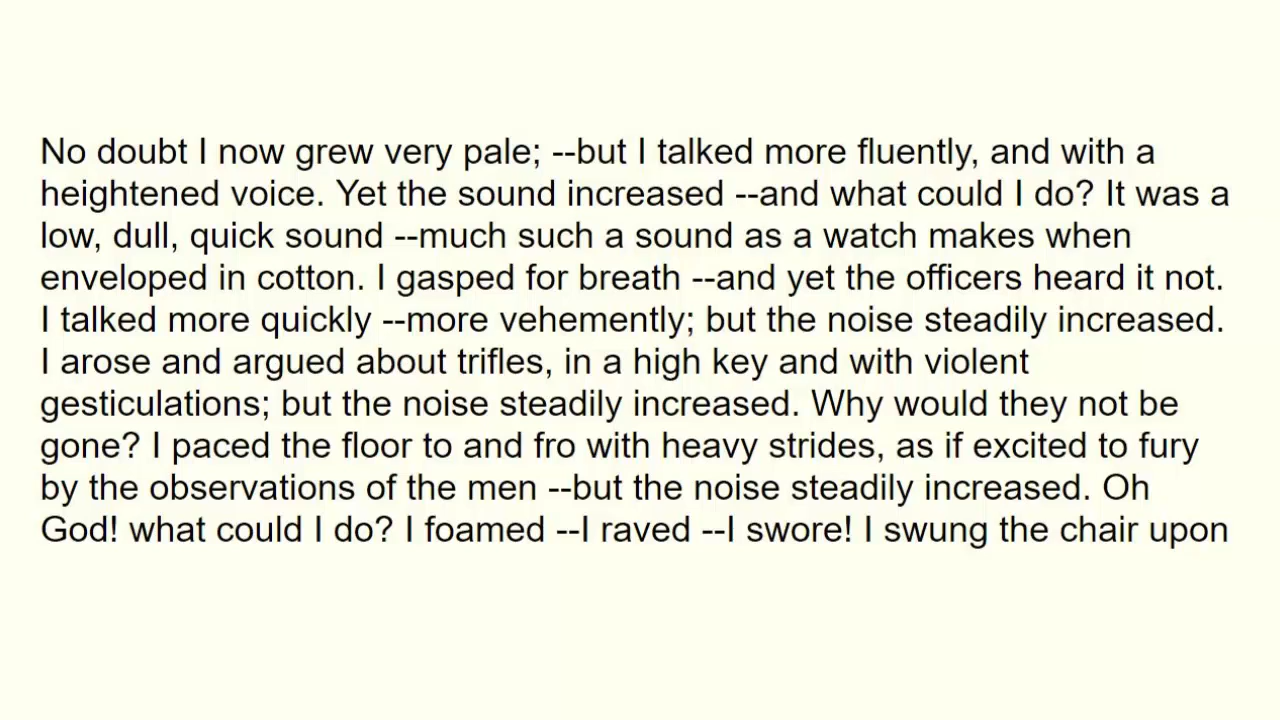 No doubt I now grew very pale; --but I talked more fluently, and with a
heightened voice. Yet the sound increased --and what could I do? It was a
low, dull, quick sound --much such a sound as a watch makes when
enveloped in cotton. I gasped for breath --and yet the officers heard it not.
I talked more quickly --more vehemently; but the noise steadily increased.
I arose and argued about trifles, in a high key and with violent
gesticulations; but the noise steadily increased. Why would they not be
gone? I paced the floor to and fro with heavy strides, as if excited to fury
by the observations of the men --but the noise steadily increased. Oh
God! what could I do? I foamed --I raved --I swore! I swung the chair upon